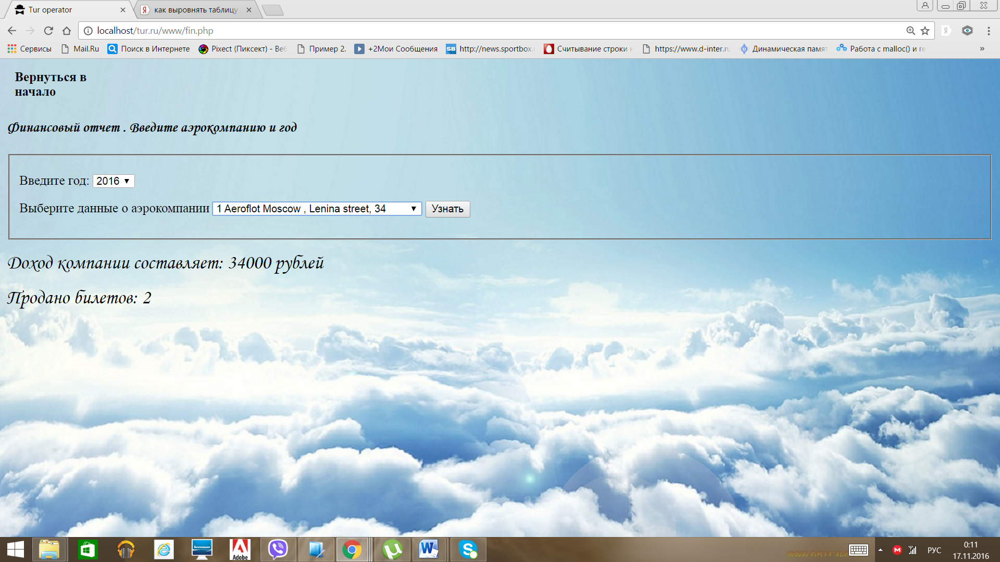 Tur operator
как выровнять таблицу
localhost/tur.ru/www/fin.php
Сервисы
Mail.Ru
Поиск в Интернете
Pixect (Пиксект) - Веб
Пример 2.
+2Мои Сообщения
http://news.sportbox.r
Считывание строки н
https://www.d-inter.ru
Динамическая памят
Работа с malloc() и re
»
Вернуться в
начало
Финансовый отчет . Введите аэрокомпанию и год
Введите год: 2016
Выберите данные о аэрокомпании 1 Aeroflot Moscow , Lenina street, 34 Узнать
Доход компании составляет: 34000 рублей
Продано билетов: 2
lenovo
Adobe
РУС
0:11
17.11.2016